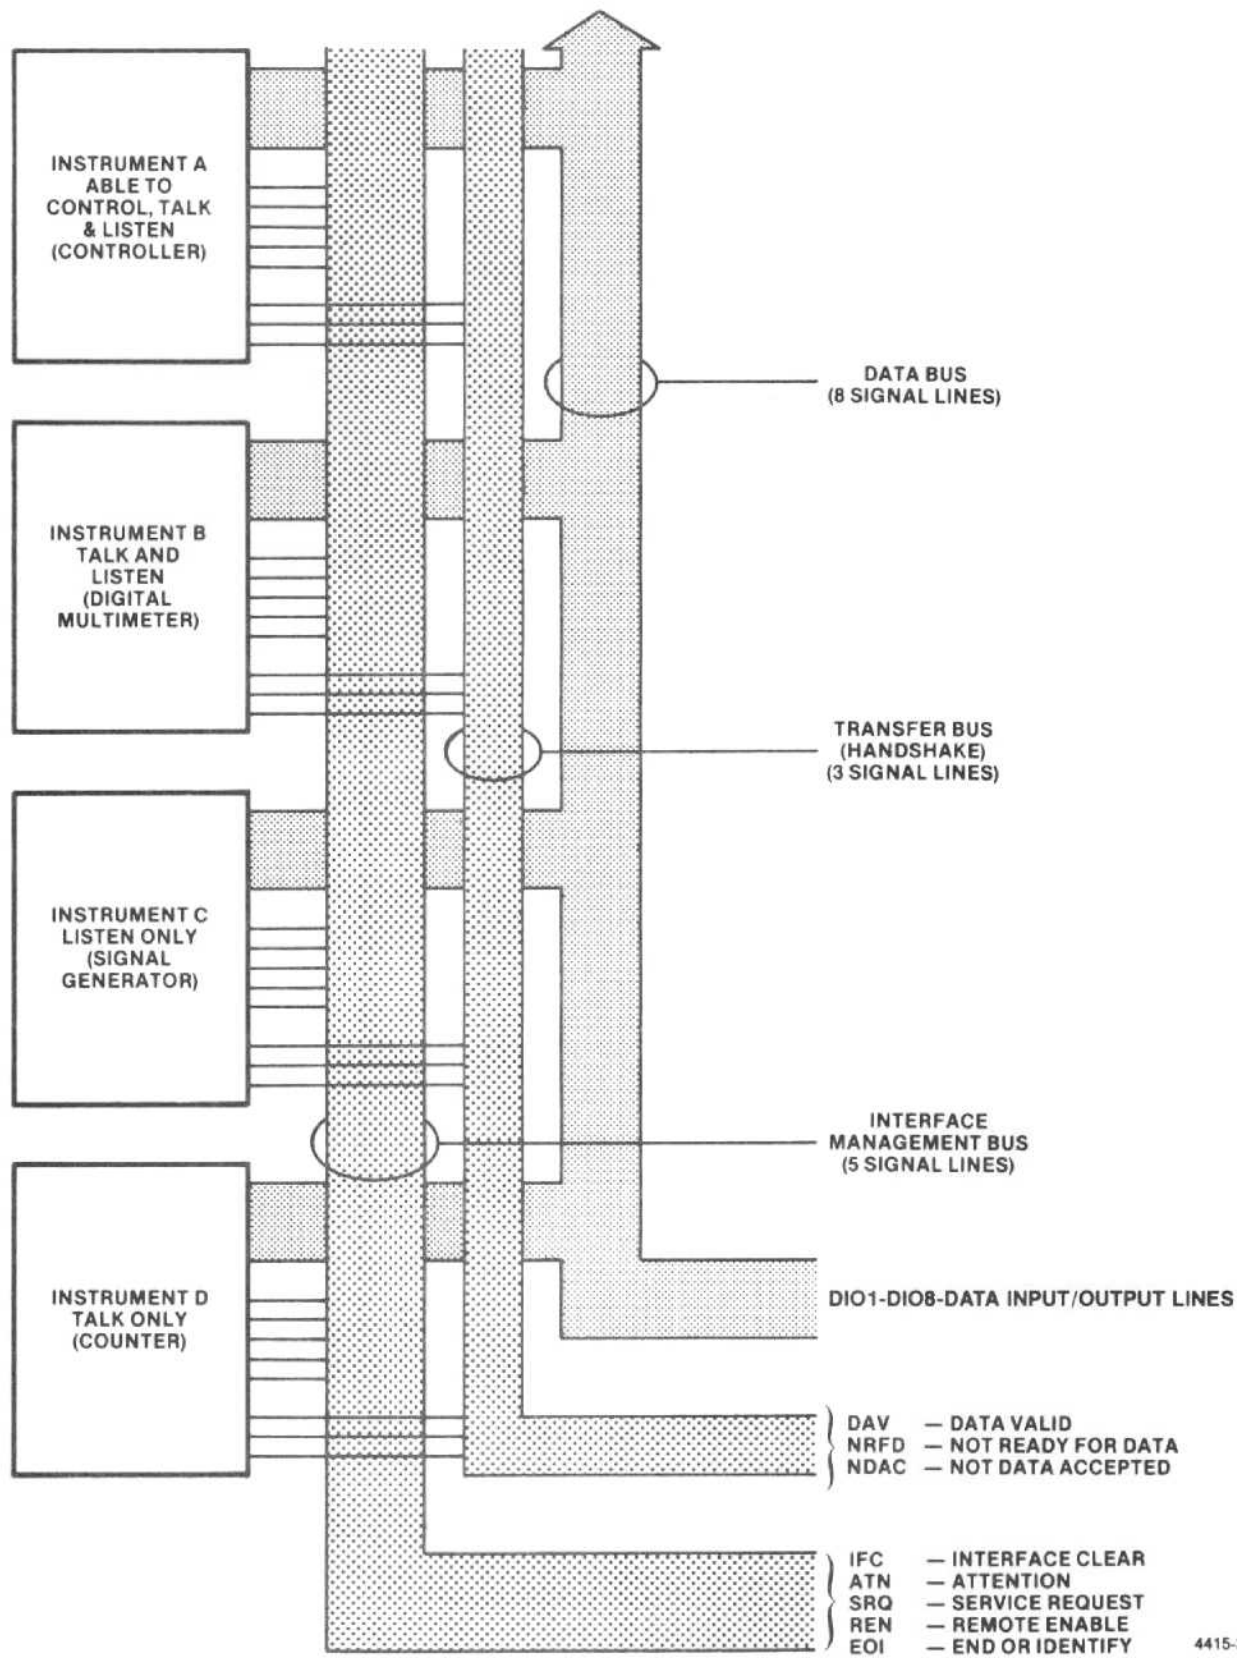 INSTRUMENT A
ABLE TO
CONTROL, TALK
& LISTEN
(CONTROLLER)
DATA BUS
(8 SIGNAL LINES)
INSTRUMENT B
TALK AND
LISTEN
(DIGITAL
MULTIMETER)
TRANSFER BUS
(HANDSHAKE)
(3 SIGNAL LINES)
INSTRUMENT C
LISTEN ONLY
(SIGNAL
GENERATOR)
INTERFACE
MANAGEMENT BUS
(5 SIGNAL LINES)
INSTRUMENT D
TALK ONLY
(COUNTER)
DIO1-DIO8-DATA INPUT/OUTPUT LINES
DAV — DATA VALID
NRFD — NOT READY FOR DATA
NDAC — NOT DATA ACCEPTED
IFC — INTERFACE CLEAR
ATN — ATTENTION
SRQ — SERVICE REQUEST
REN — REMOTE ENABLE
EOI — END OR IDENTIFY
4415-